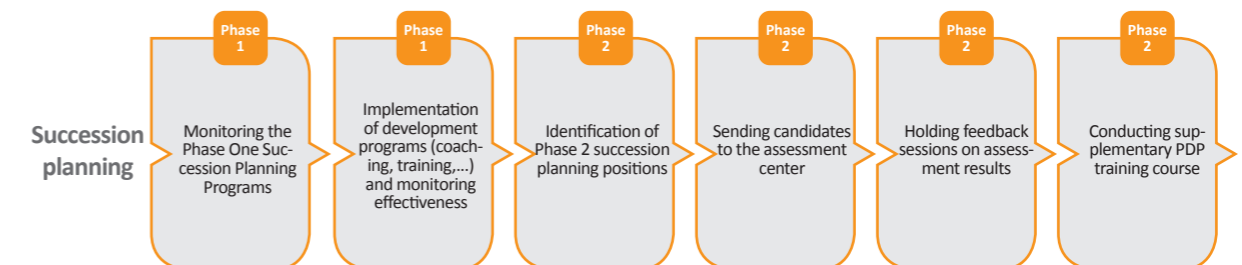 Succession
planning
Phase
1
Monitoring the
Phase One Suc-
cession Planning
Programs
Phase
1
Implementation
of development
programs (coach-
ing, training,...)
and monitoring
effectiveness
Phase
2
Identification of
Phase 2 succession
planning positions
Phase
2
Sending candidates
to the assessment
center
Phase
2
Holding feedback
sessions on assess-
ment results
Phase
2
Conducting sup-
plementary PDP
training course